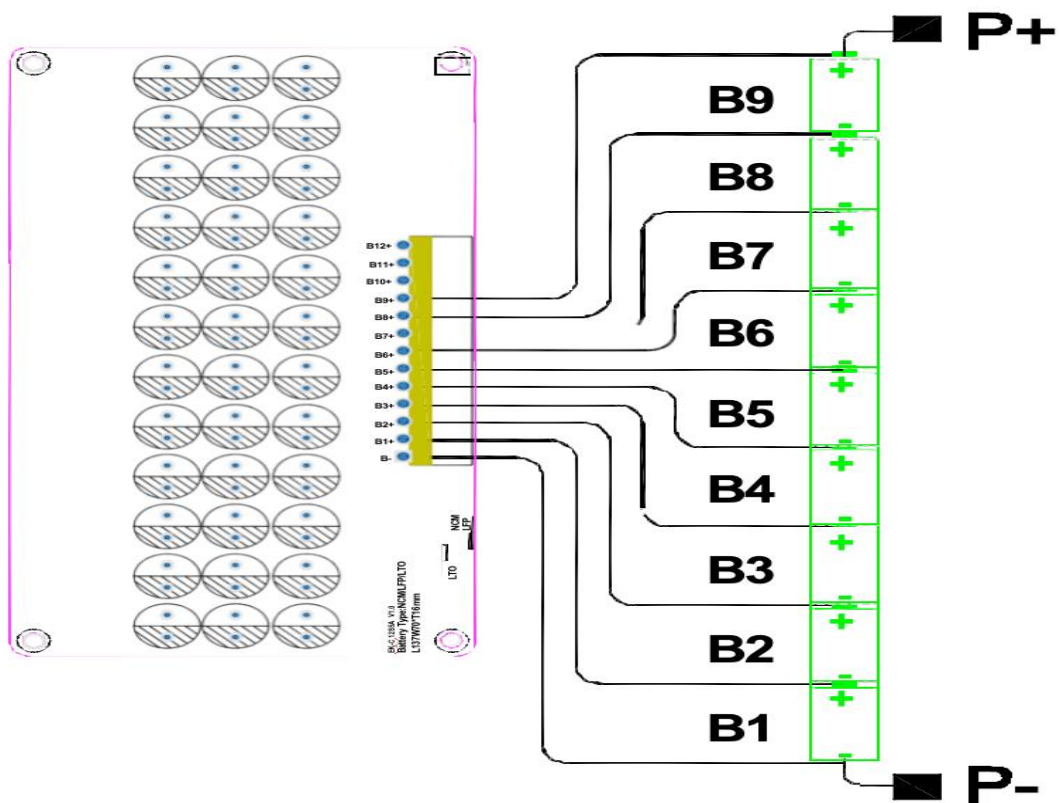 P+
B9
B8
B7
B6
B5
B4
B3
B2
B1
P-
B12+
B11+
B10+
B9+
B8+
B7+
B6+
B5+
B4+
B3+
B2+
B1+
B-
NCM
LFP
LTO
Battery Type:NCM/LFP/LTO
L137W70*T16mm